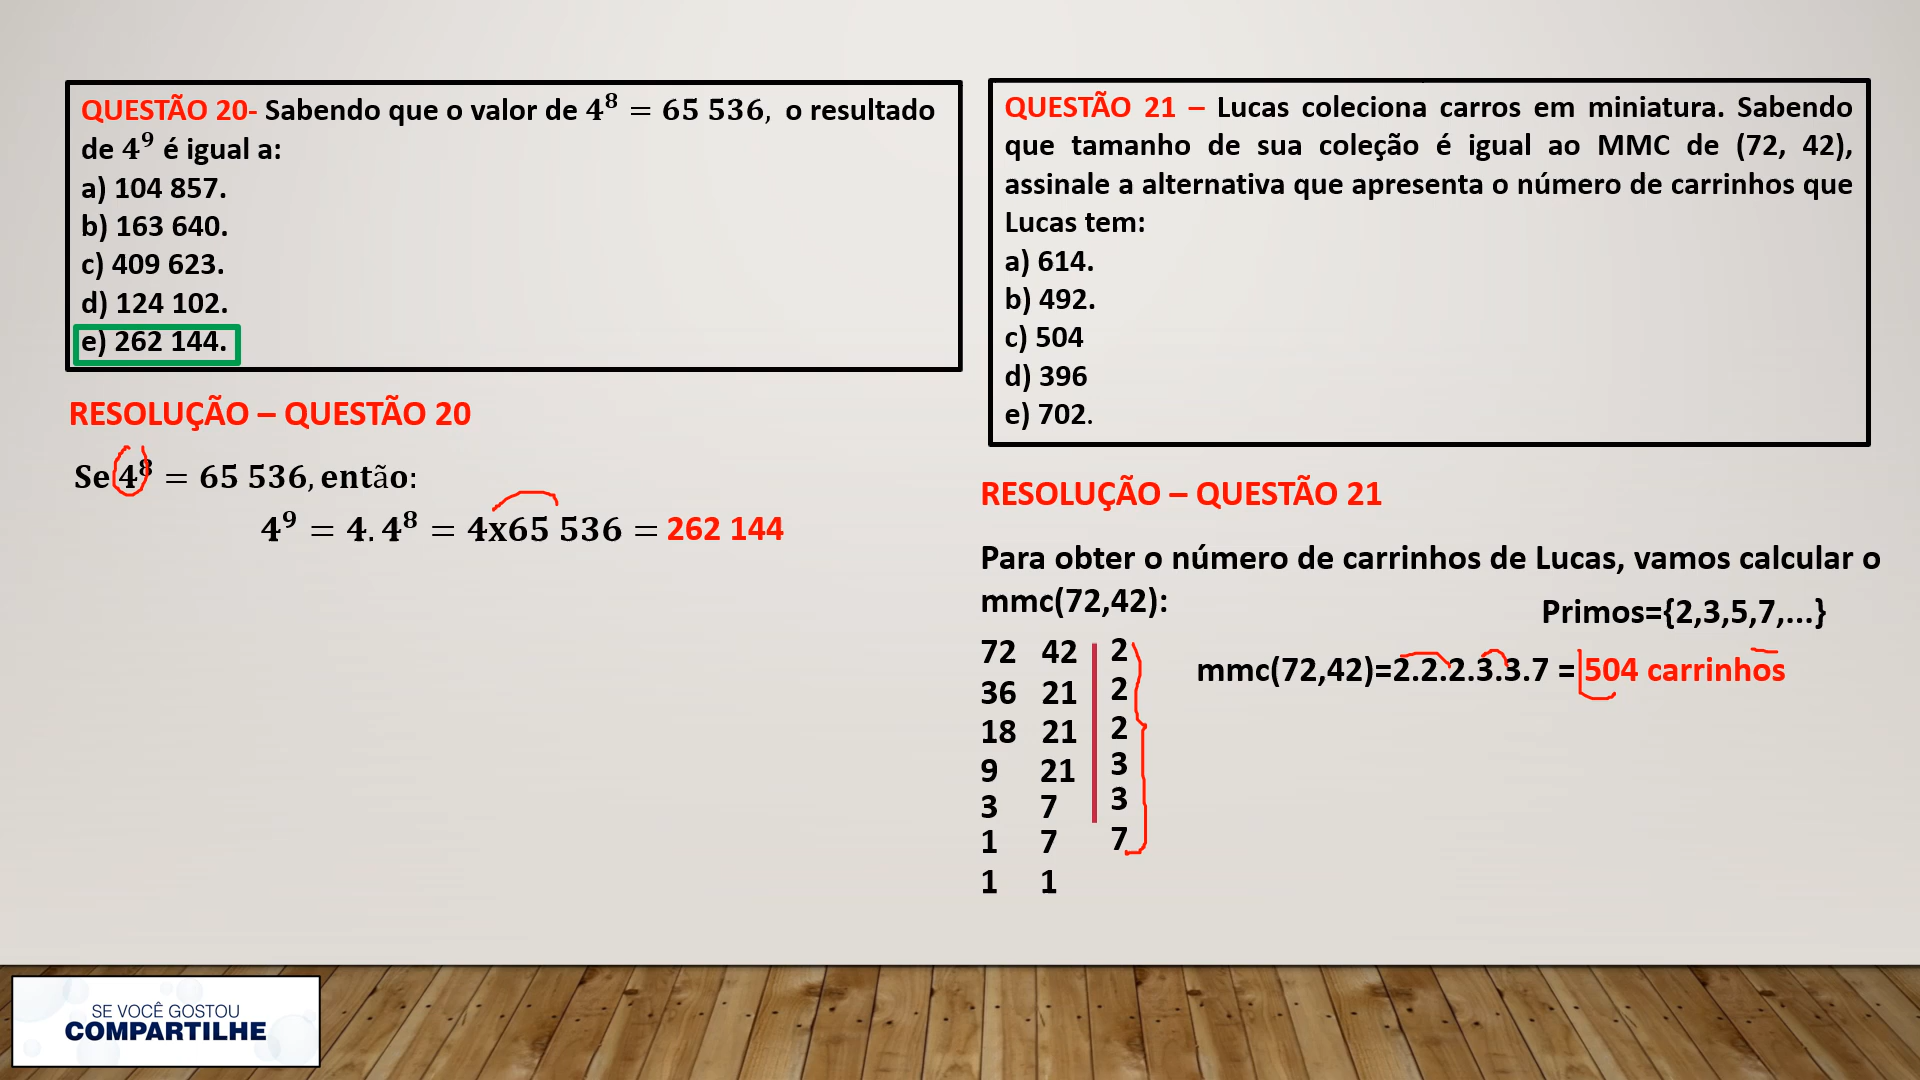 QUESTÃO 20- Sabendo que o valor de 4⁸ = 65 536, o resultado
de 4⁹ é igual a:
a) 104 857.
b) 163 640.
c) 409 623.
d) 124 102.
e) 262 144.
RESOLUÇÃO – QUESTÃO 20
Se 4⁸ = 65 536, então:
4⁹ = 4. 4⁸ = 4x65 536 = 262 144
QUESTÃO 21 – Lucas coleciona carros em miniatura. Sabendo
que tamanho de sua coleção é igual ao MMC de (72, 42),
assinale a alternativa que apresenta o número de carrinhos que
Lucas tem:
a) 614.
b) 492.
c) 504
d) 396
e) 702.
RESOLUÇÃO – QUESTÃO 21
Para obter o número de carrinhos de Lucas, vamos calcular o
mmc(72,42):
Primos={2,3,5,7,...}
72 42 2
36 21 2
18 21 2
9 21 3
3 7 3
1 7 7
1 1
mmc(72,42)=2.2.2.3.3.7 = 504 carrinhos
SE VOCÊ GOSTOU
COMPARTILHE